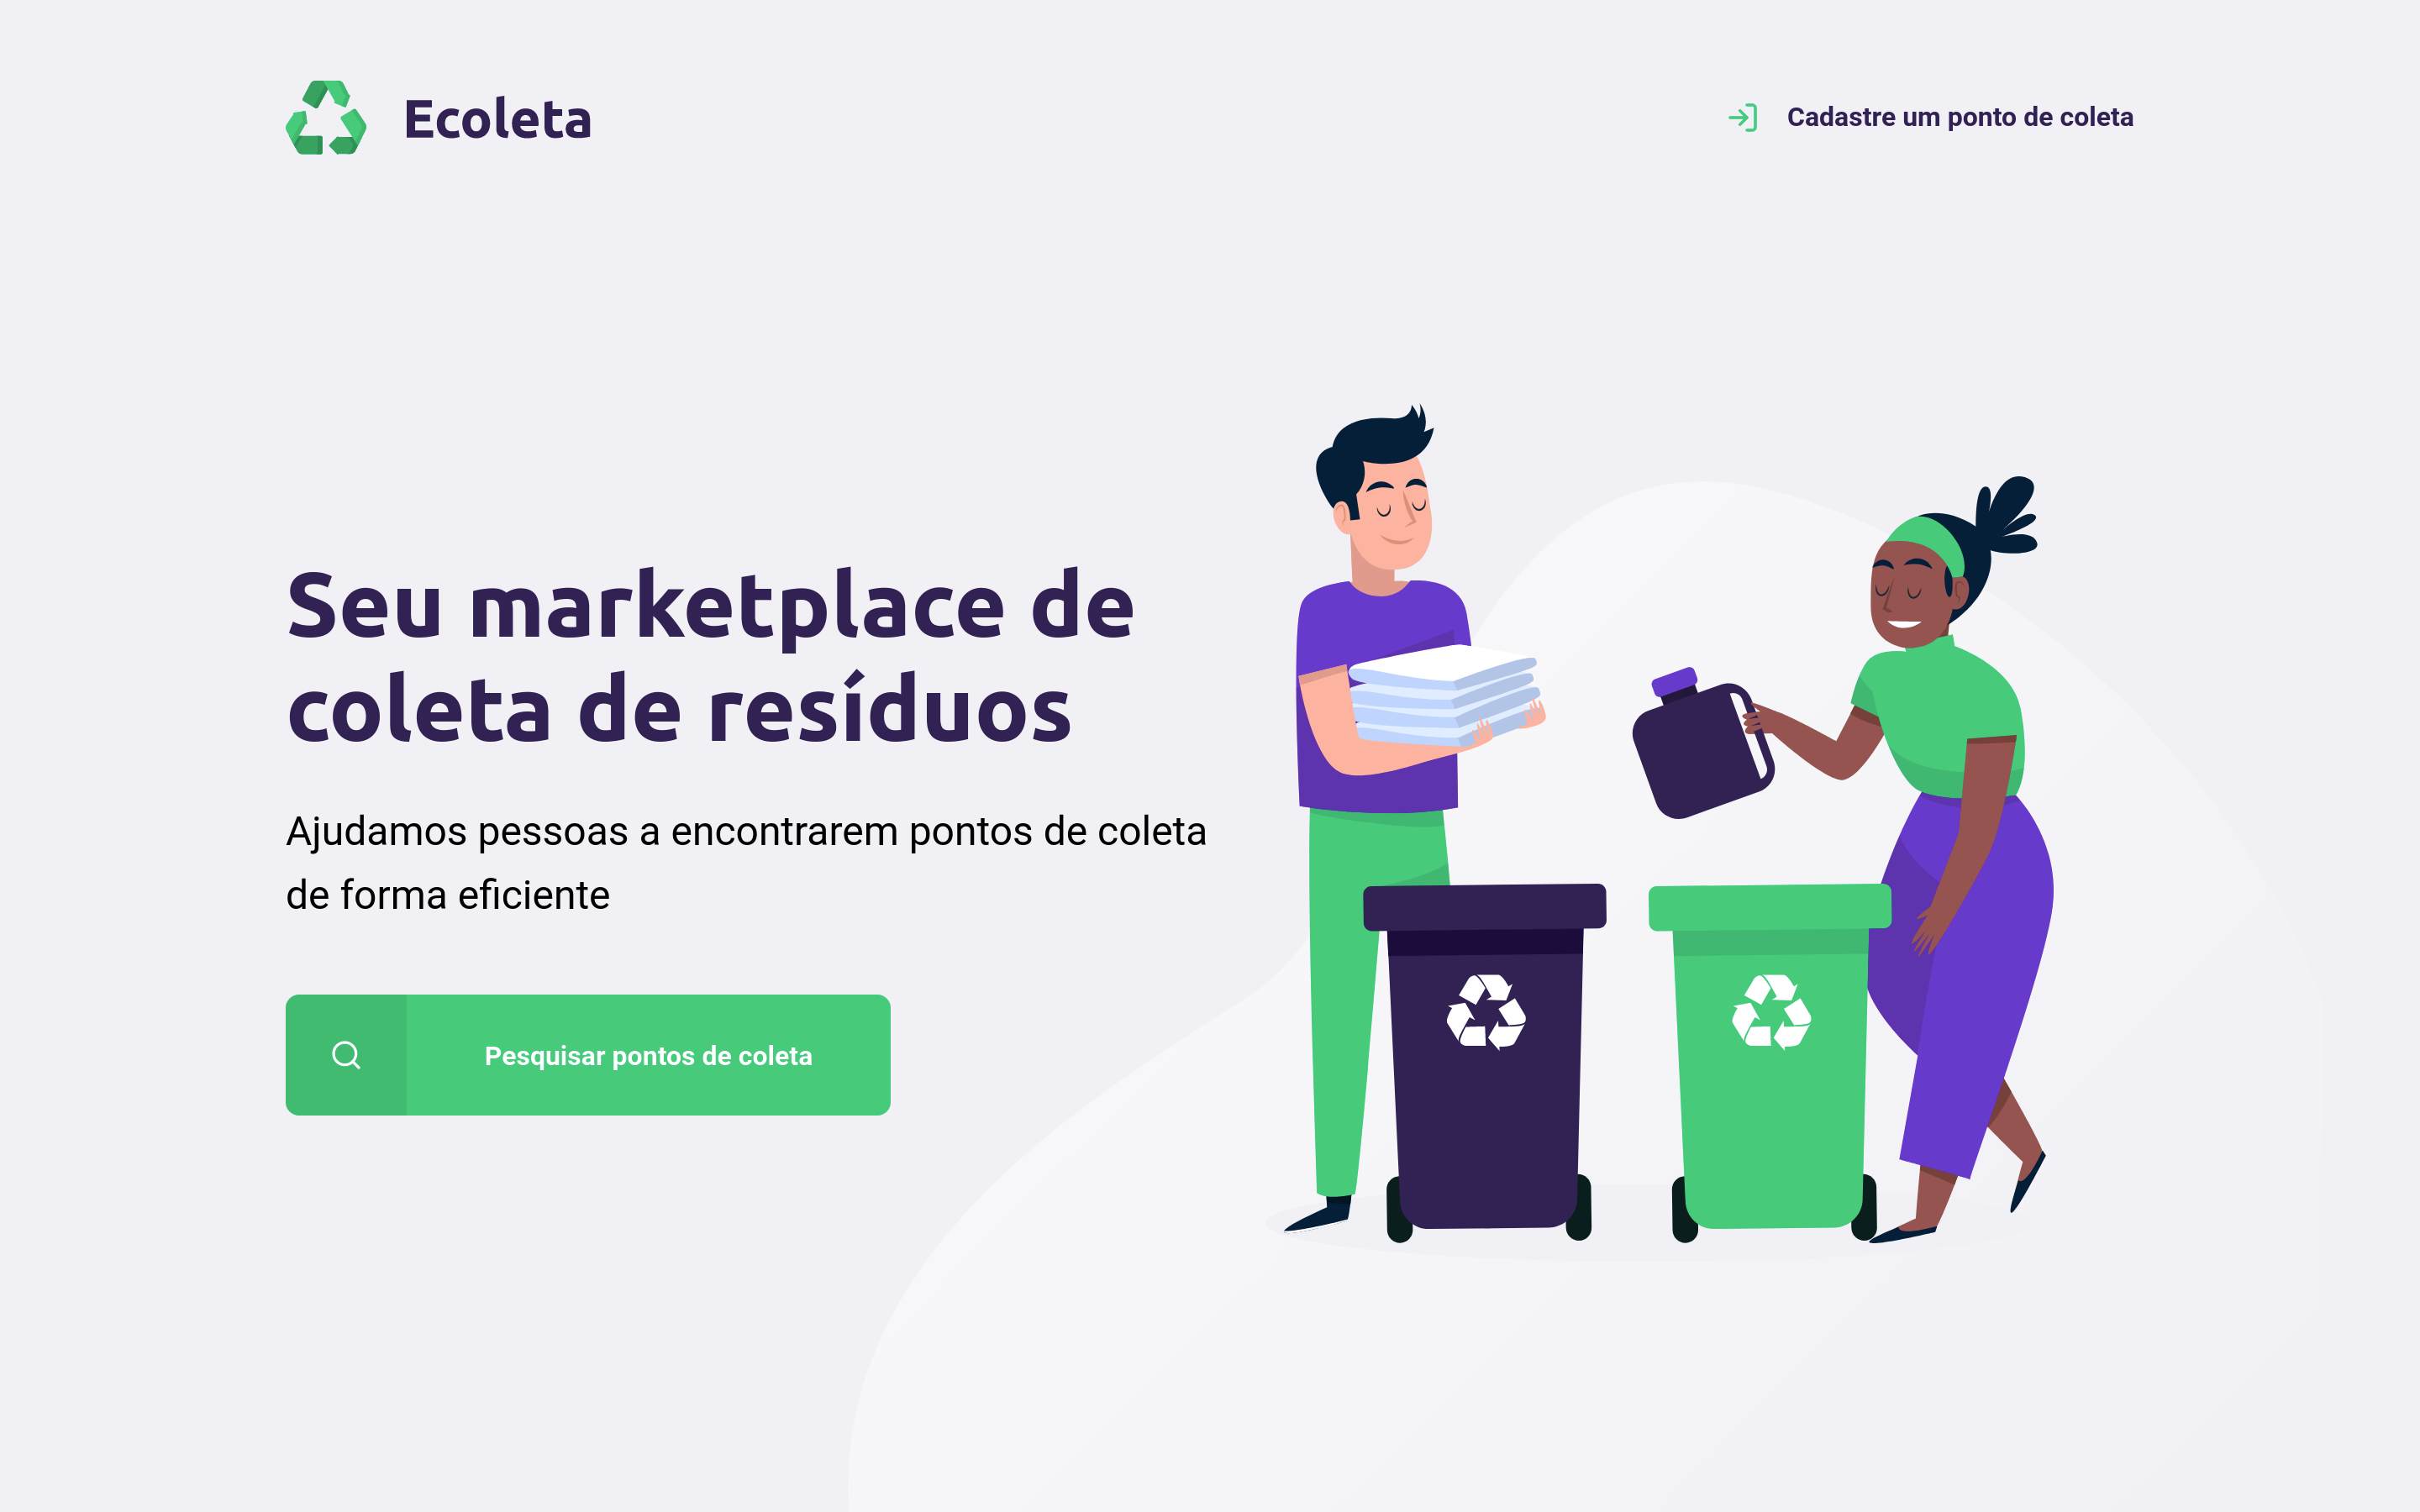 Ecoleta
Cadastre um ponto de coleta
Seu marketplace de
coleta de resíduos
Ajudamos pessoas a encontrarem pontos de coleta
de forma eficiente
Pesquisar pontos de coleta